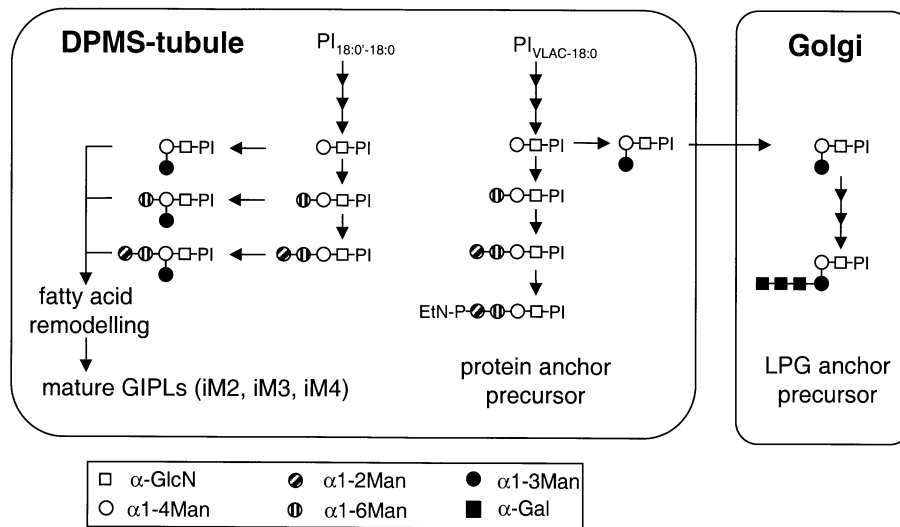 DPMS-tubule
PI18:0'-18:0
PIVLAC-18:0
Golgi
PI
PI
PI
PI
PI
PI
PI
PI
PI
PI
PI
PI
PI
EtN-P PI
fatty acid
remodelling
mature GIPLs (iM2, iM3, iM4)
protein anchor
precursor
LPG anchor
precursor
α-GlcN
α1-2Man
α1-3Man
α1-4Man
α1-6Man
α-Gal